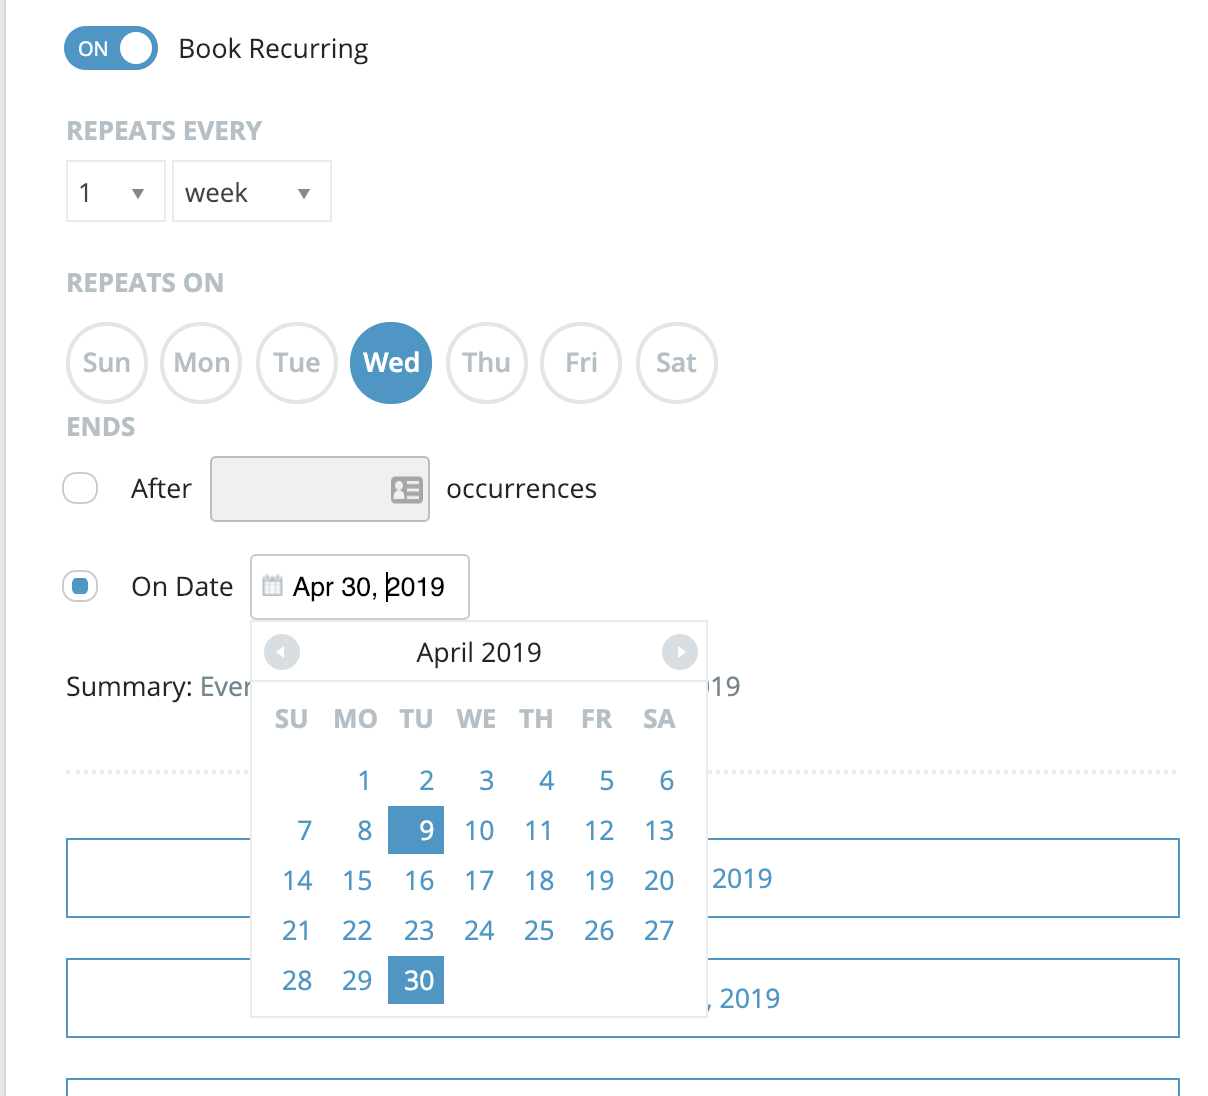 ON Book Recurring
REPEATS EVERY
1 week
REPEATS ON
Sun Mon Tue Wed Thu Fri Sat
ENDS
After occurrences
On Date Apr 30, 2019
April 2019
Summary:
SU MO TU WE TH FR SA
1 2 3 4 5 6
7 8 9 10 11 12 13
14 15 16 17 18 19 20
2019
21 22 23 24 25 26 27
28 29 30
, 2019